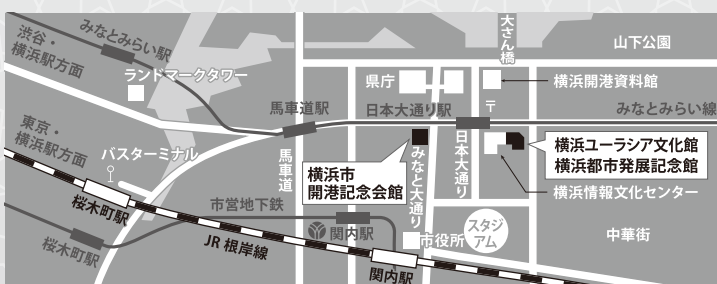 渋谷・
横浜駅方面
みなとみらい駅
ランドマークタワー
東京・
横浜駅方面
バスターミナル
桜木町駅
桜木町駅
市営地下鉄
JR 根岸線
馬車道駅
馬車道
横浜市
開港記念会館
関内駅
関内駅
県庁
日本大通り駅
みなと大通り
日本大通り
市役所
スタジ
アム
大さん橋
山下公園
横浜開港資料館
〒
みなとみらい線
横浜ユーラシア文化館
横浜都市発展記念館
横浜情報文化センター
中華街